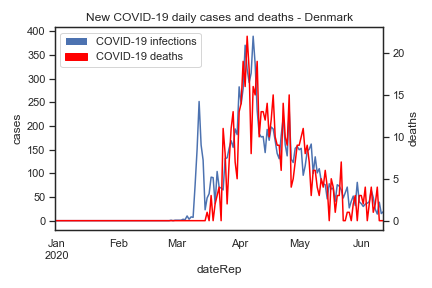 New COVID-19 daily cases and deaths - Denmark
COVID-19 infections
COVID-19 deaths
400
350
300
250
200
150
100
50
0
cases
20
15
10
5
0
deaths
Jan
2020
Feb
Mar
Apr
May
Jun
dateRep